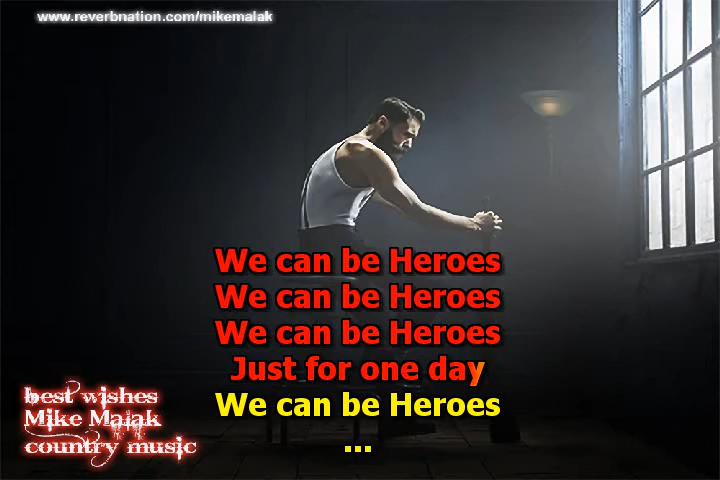 www.reverbnation.com/mikemalak
We can be Heroes
We can be Heroes
We can be Heroes
Just for one day
We can be Heroes
...
best wishes
Mike Malak
country music